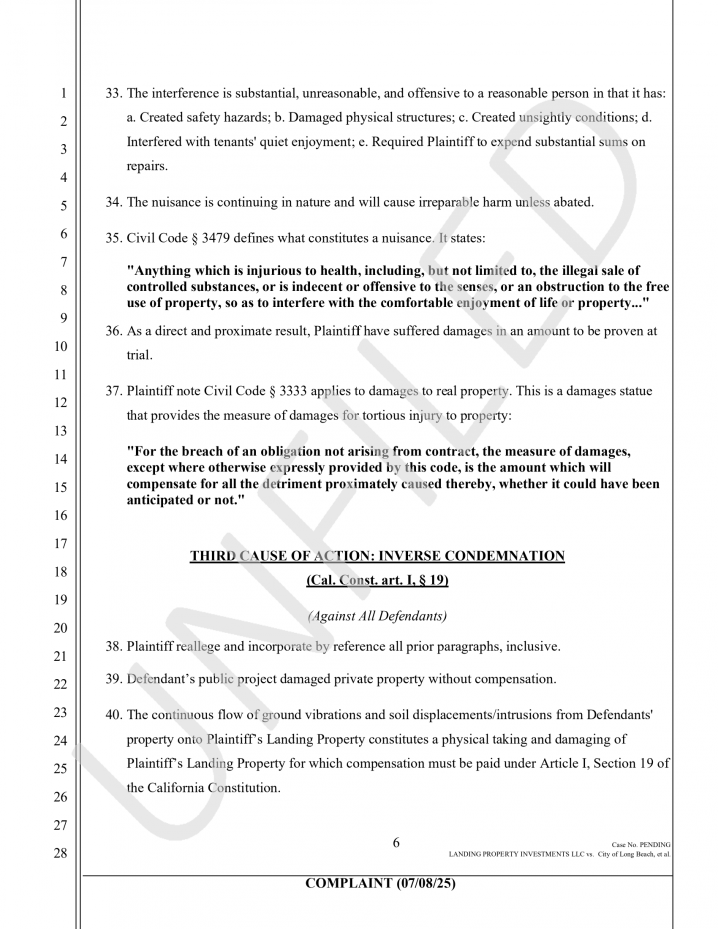 1
2
3
4
5
6
7
8
9
10
11
12
13
14
15
16
17
18
19
20
21
22
23
24
25
26
27
28
33. The interference is substantial, unreasonable, and offensive to a reasonable person in that it has:
a. Created safety hazards; b. Damaged physical structures; c. Created unsightly conditions; d.
Interfered with tenants' quiet enjoyment; e. Required Plaintiff to expend substantial sums on
repairs.
34. The nuisance is continuing in nature and will cause irreparable harm unless abated.
35. Civil Code § 3479 defines what constitutes a nuisance. It states:
"Anything which is injurious to health, including, but not limited to, the illegal sale of
controlled substances, or is indecent or offensive to the senses, or an obstruction to the free
use of property, so as to interfere with the comfortable enjoyment of life or property..."
36. As a direct and proximate result, Plaintiff have suffered damages in an amount to be proven at
trial.
37. Plaintiff note Civil Code § 3333 applies to damages to real property. This is a damages statue
that provides the measure of damages for tortious injury to property:
"For the breach of an obligation not arising from contract, the measure of damages,
except where otherwise expressly provided by this code, is the amount which will
compensate for all the detriment proximately caused thereby, whether it could have been
anticipated or not."
THIRD CAUSE OF ACTION: INVERSE CONDEMNATION
(Cal. Const. art. I, § 19)
(Against All Defendants)
38. Plaintiff reallege and incorporate by reference all prior paragraphs, inclusive.
39. Defendant’s public project damaged private property without compensation.
40. The continuous flow of ground vibrations and soil displacements/intrusions from Defendants'
property onto Plaintiff’s Landing Property constitutes a physical taking and damaging of
Plaintiff’s Landing Property for which compensation must be paid under Article I, Section 19 of
the California Constitution.
UNFILED
6
Case No. PENDING
LANDING PROPERTY INVESTMENTS LLC vs. City of Long Beach, et al.
COMPLAINT (07/08/25)